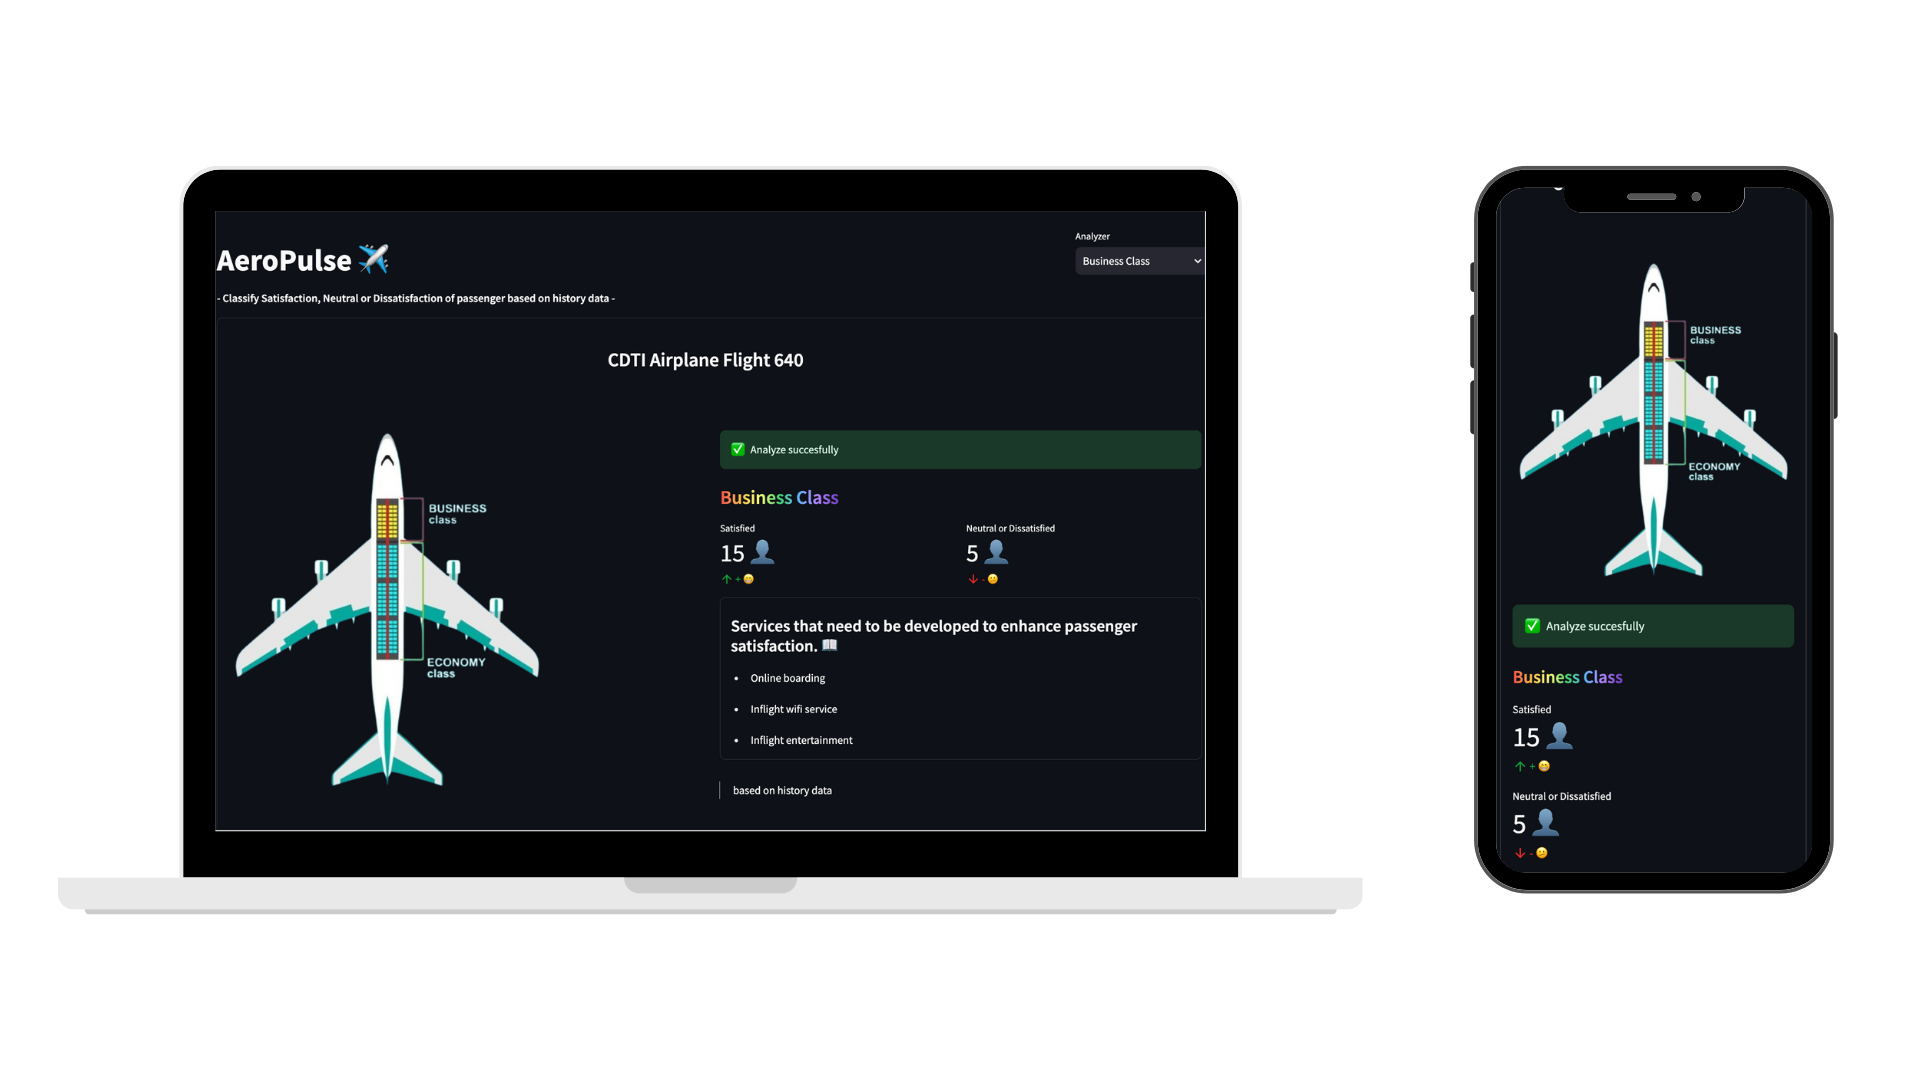 AeroPulse ✈️
Analyzer
Business Class
- Classify Satisfaction, Neutral or Dissatisfaction of passenger based on history data -
CDTI Airplane Flight 640
BUSINESS
class
ECONOMY
class
✅ Analyze succesfully
Business Class
Satisfied
15 👤
↑ + 😁
Neutral or Dissatisfied
5 👤
↓ - 😐
Services that need to be developed to enhance passenger
satisfaction. 📖
• Online boarding
• Inflight wifi service
• Inflight entertainment
based on history data
BUSINESS
class
ECONOMY
class
✅ Analyze succesfully
Business Class
Satisfied
15 👤
↑ + 😁
Neutral or Dissatisfied
5 👤
↓ - 😐